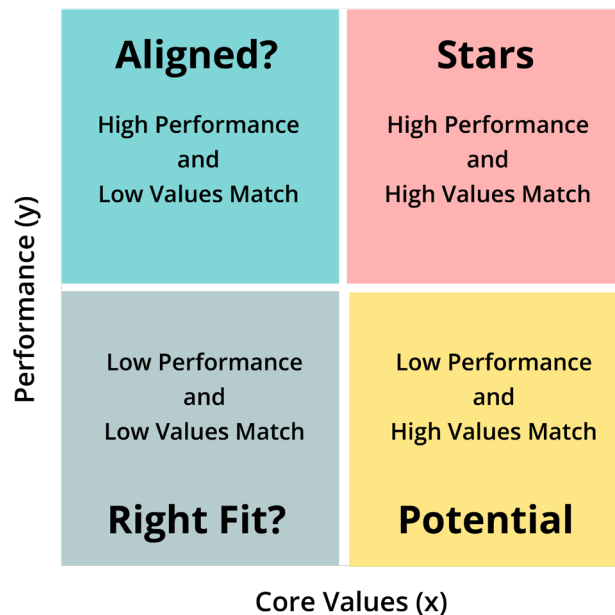 Aligned?
High Performance
and
Low Values Match
Stars
High Performance
and
High Values Match
Performance (y)
Low Performance
and
Low Values Match
Right Fit?
Low Performance
and
High Values Match
Potential
Core Values (x)